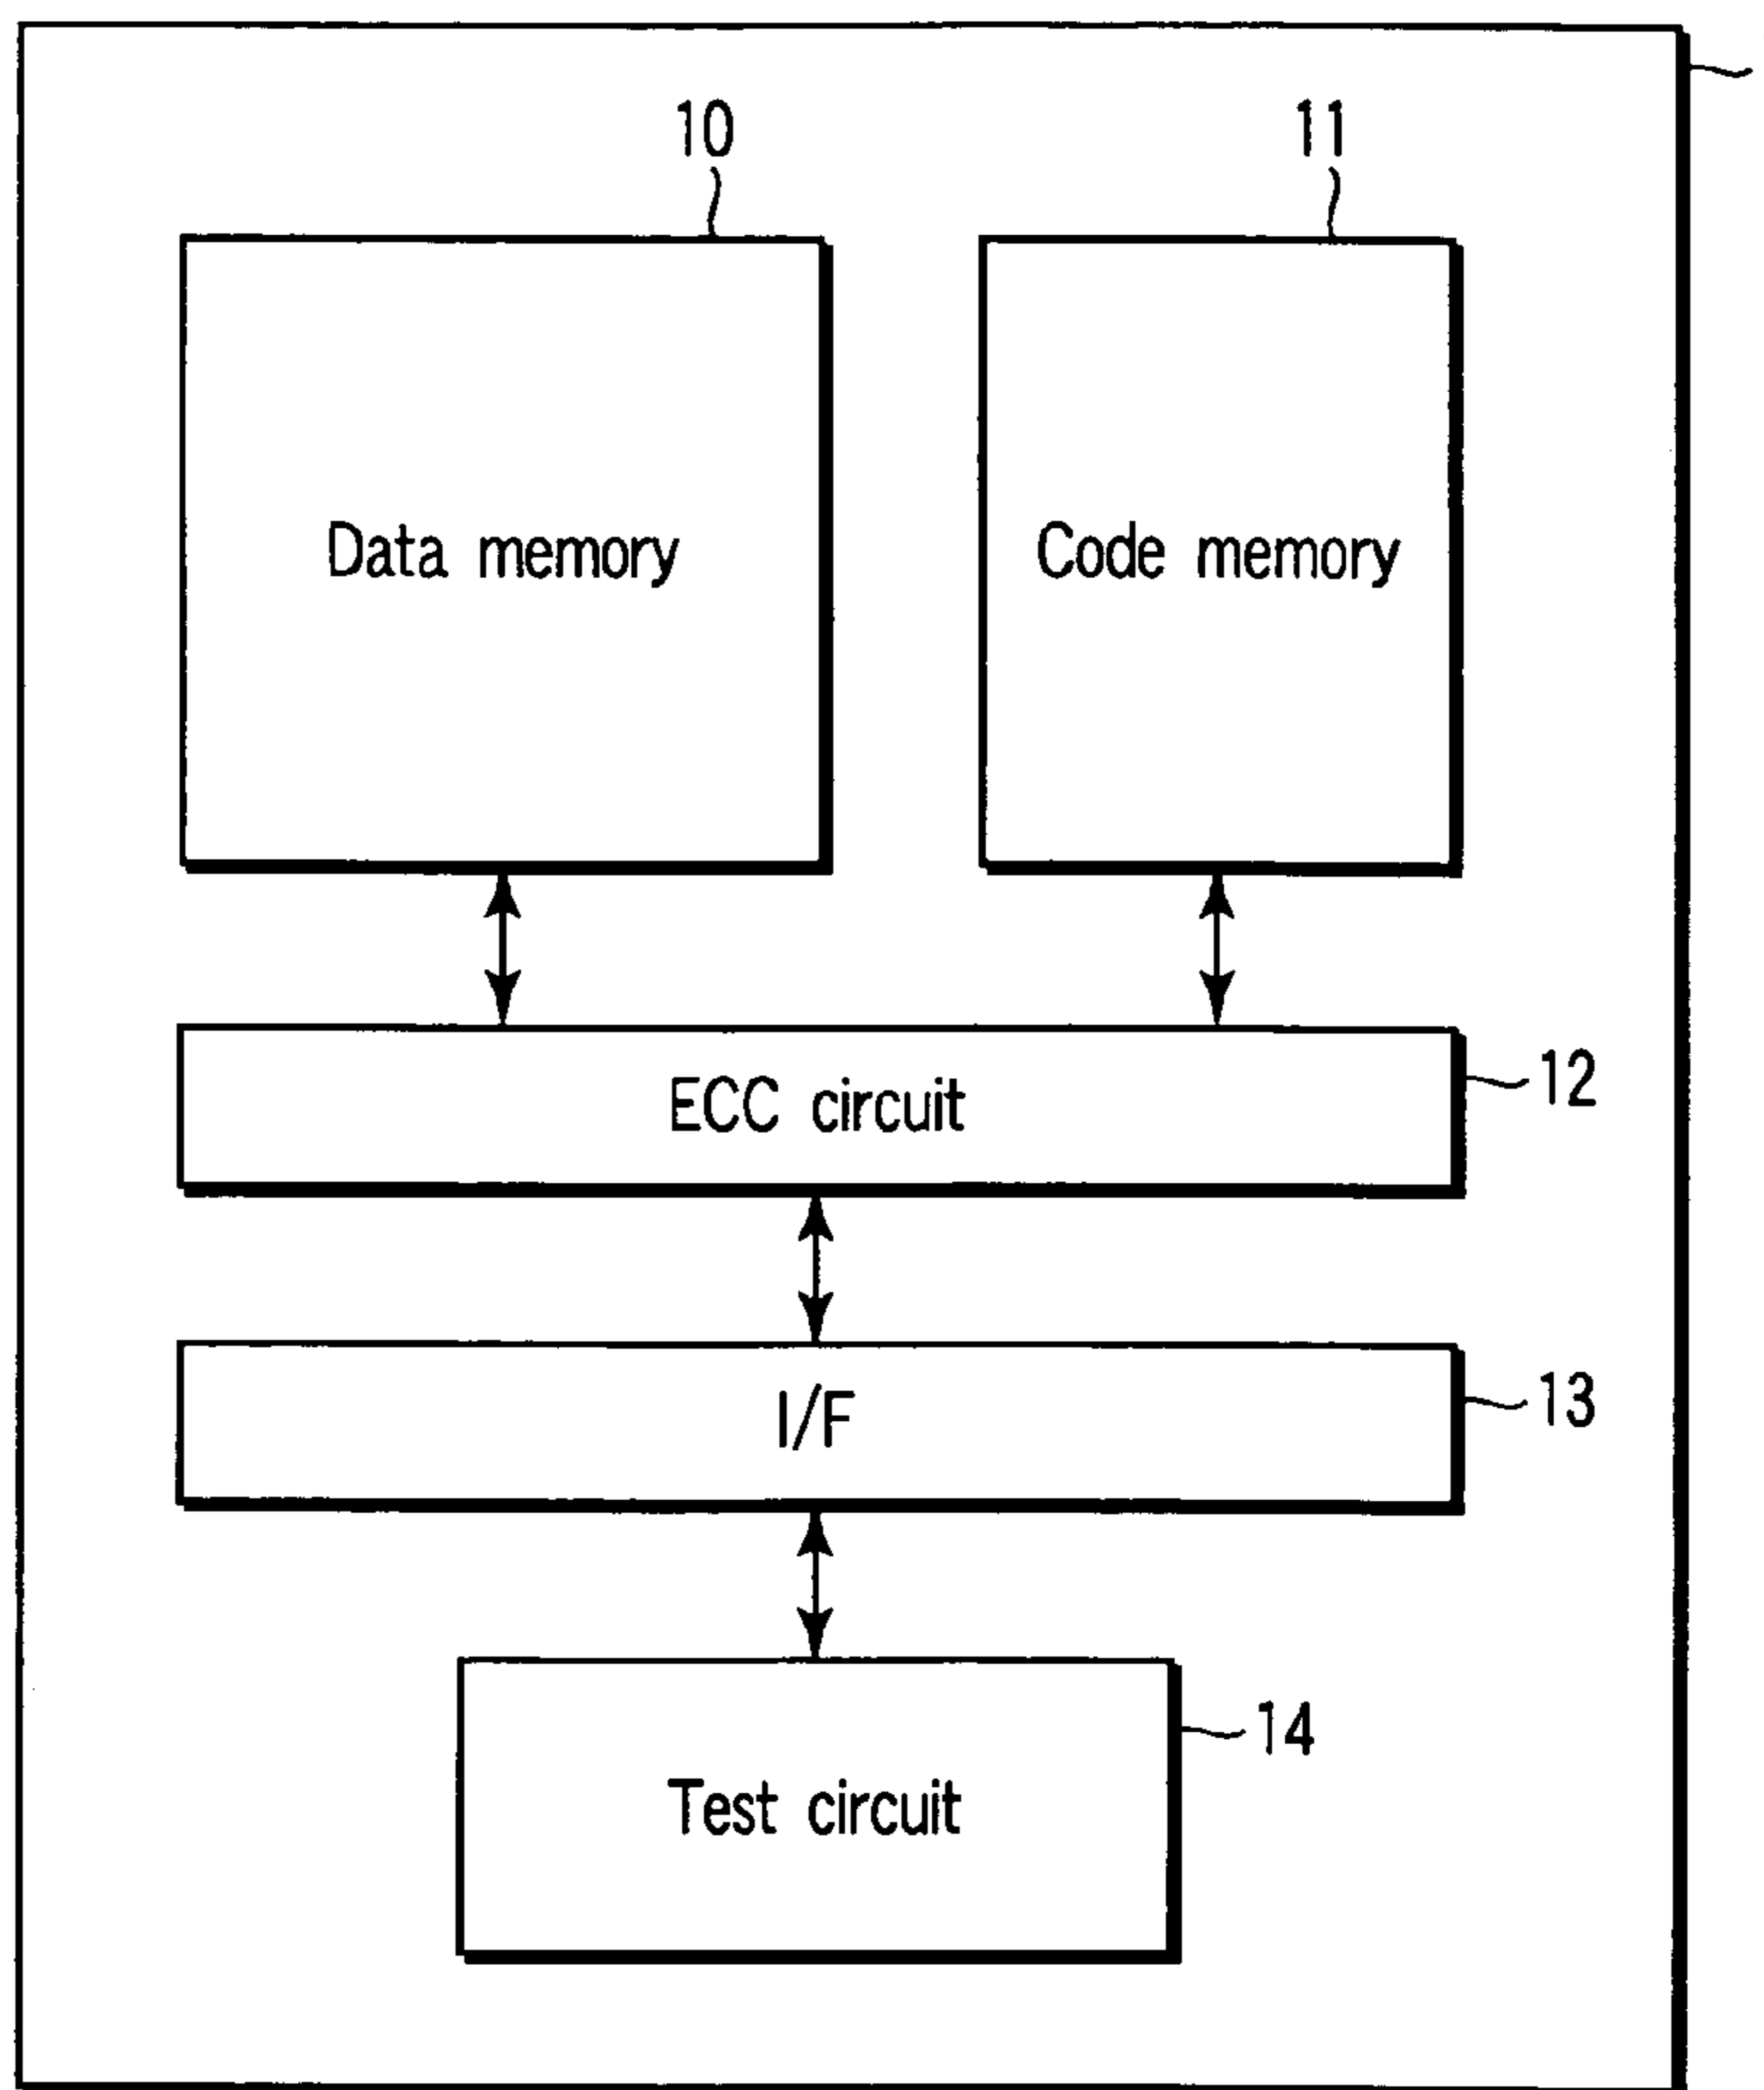 10 11
Data memory Code memory
ECC circuit 12
I/F 13
14
Test circuit